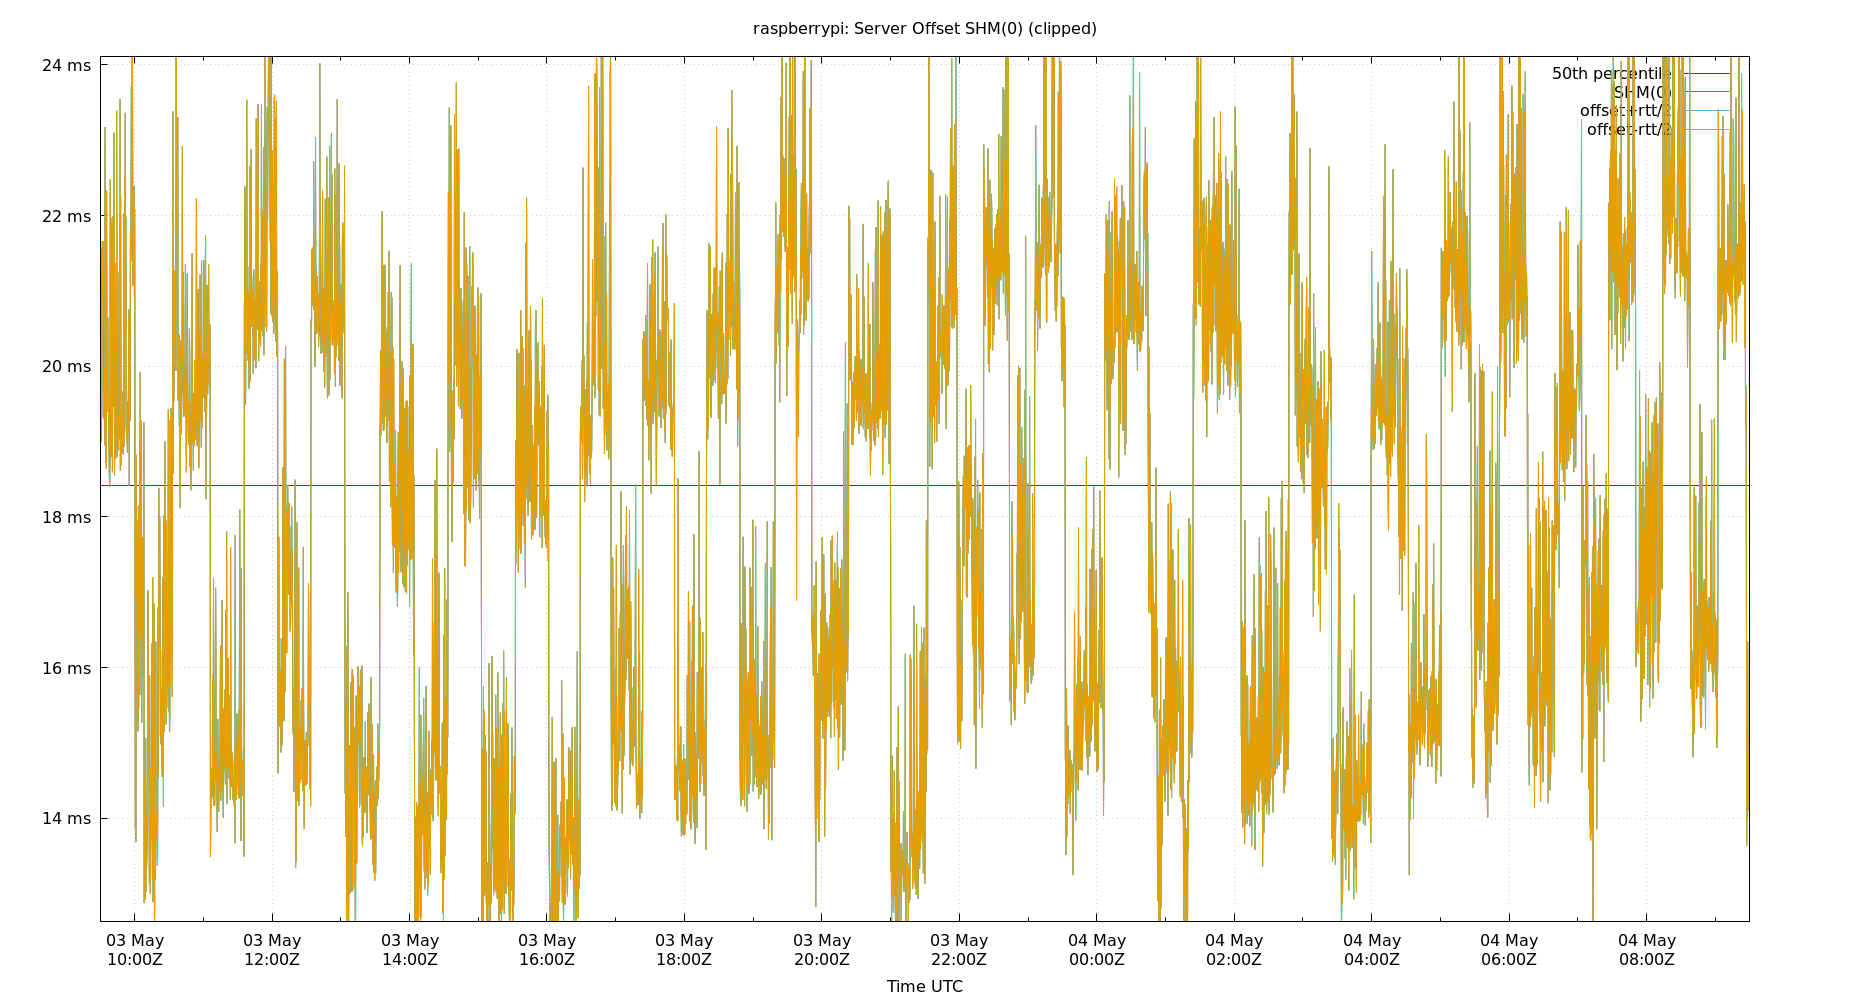 raspberrypi: Server Offset SHM(0) (clipped)
24 ms
22 ms
20 ms
18 ms
16 ms
14 ms
50th percentile
SHM(0)
offset+rtt/2
offset-rtt/2
03 May 10:00Z
03 May 12:00Z
03 May 14:00Z
03 May 16:00Z
03 May 18:00Z
03 May 20:00Z
03 May 22:00Z
04 May 00:00Z
04 May 02:00Z
04 May 04:00Z
04 May 06:00Z
04 May 08:00Z
Time UTC